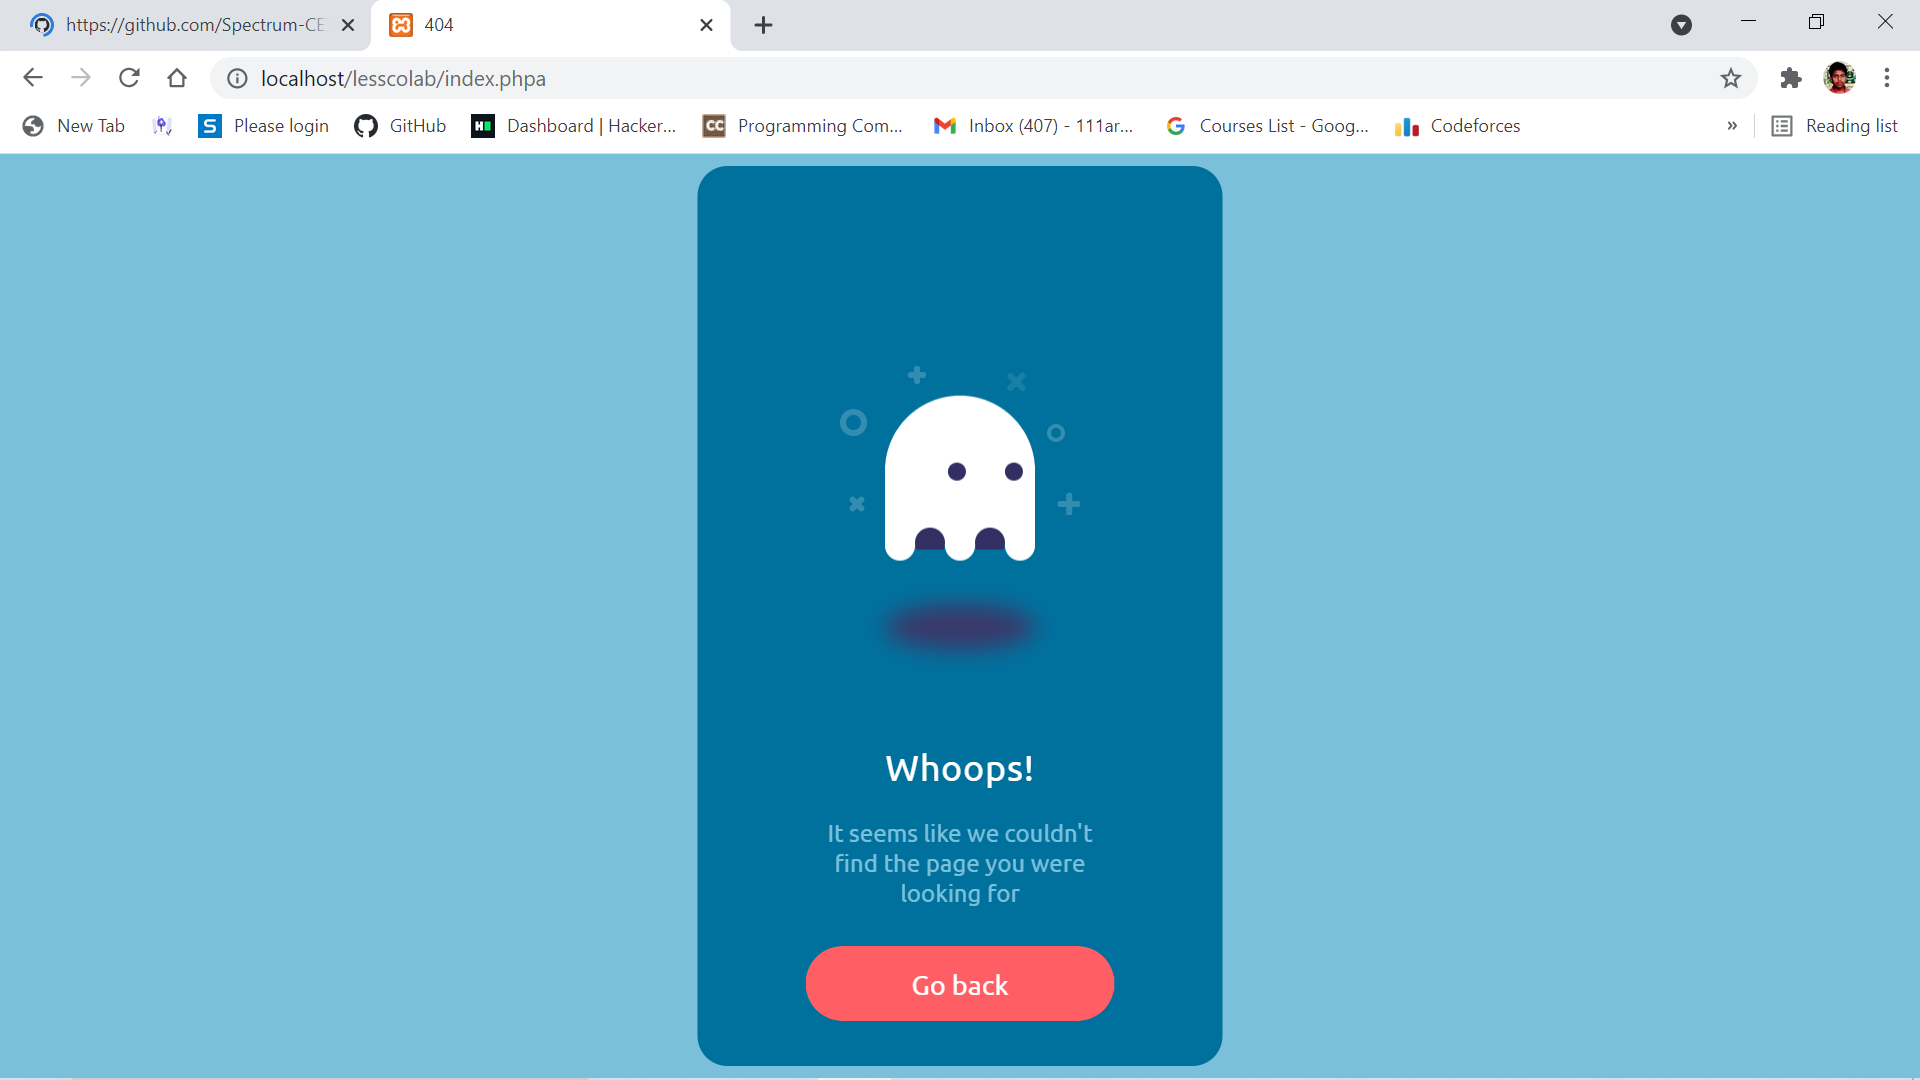 https://github.com/Spectrum-CE
404
localhost/lesscolab/index.phpa
New Tab
S Please login
GitHub
H Dashboard | Hacker...
CC Programming Com...
Inbox (407) - 111ar...
Courses List - Goog...
Codeforces
»
Reading list
Whoops!
It seems like we couldn't
find the page you were
looking for
Go back